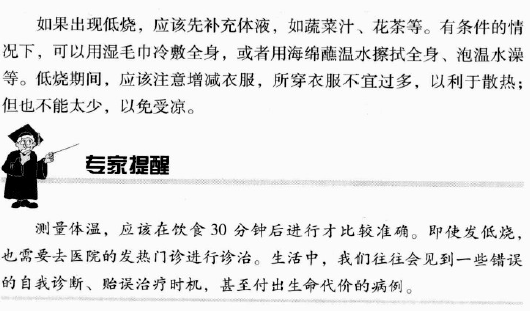 如果出现低烧，应该先补充体液，如蔬菜汁、花茶等。有条件的情
况下，可以用湿毛巾冷敷全身，或者用海绵蘸温水擦拭全身、泡温水澡
等。低烧期间，应该注意增减衣服，所穿衣服不宜过多，以利于散热；
但也不能太少，以免受凉。
专家提醒
测量体温，应该在饮食 30 分钟后进行才比较准确。即使发低烧，
也需要去医院的发热门诊进行诊治。生活中，我们往往会见到一些错误
的自我诊断、贻误治疗时机，甚至付出生命代价的病例。